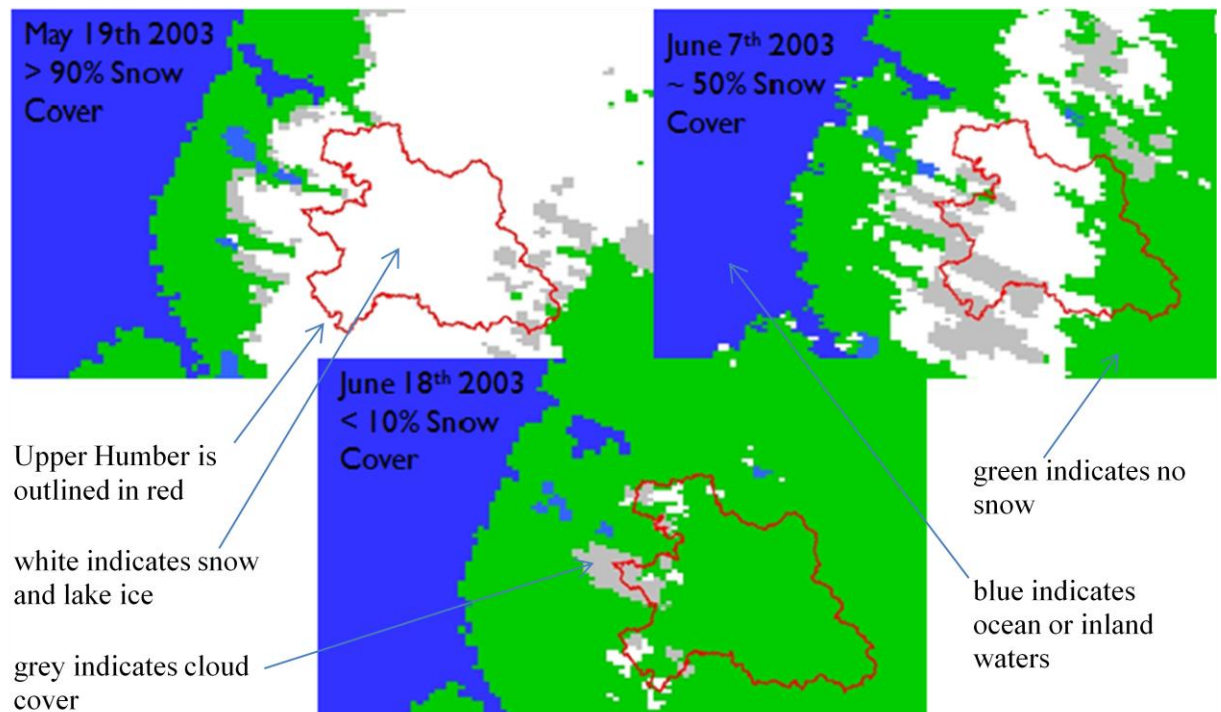 May 19th 2003
> 90% Snow
Cover
June 7th 2003
~ 50% Snow
Cover
June 18th 2003
< 10% Snow
Cover
Upper Humber is
outlined in red
white indicates snow
and lake ice
grey indicates cloud
cover
green indicates no
snow
blue indicates
ocean or inland
waters